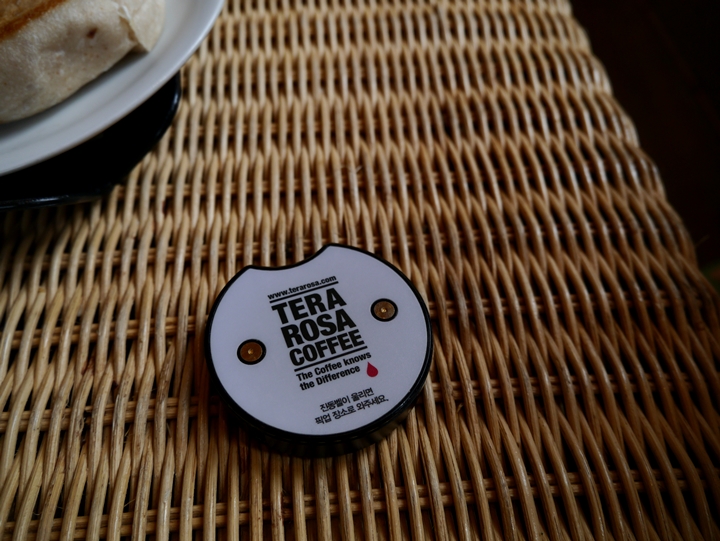 www.terarosa.com
TERA
ROSA
COFFEE
The Coffee knows
the Difference
진동벨이 울리면
픽업 장소로 와주세요.